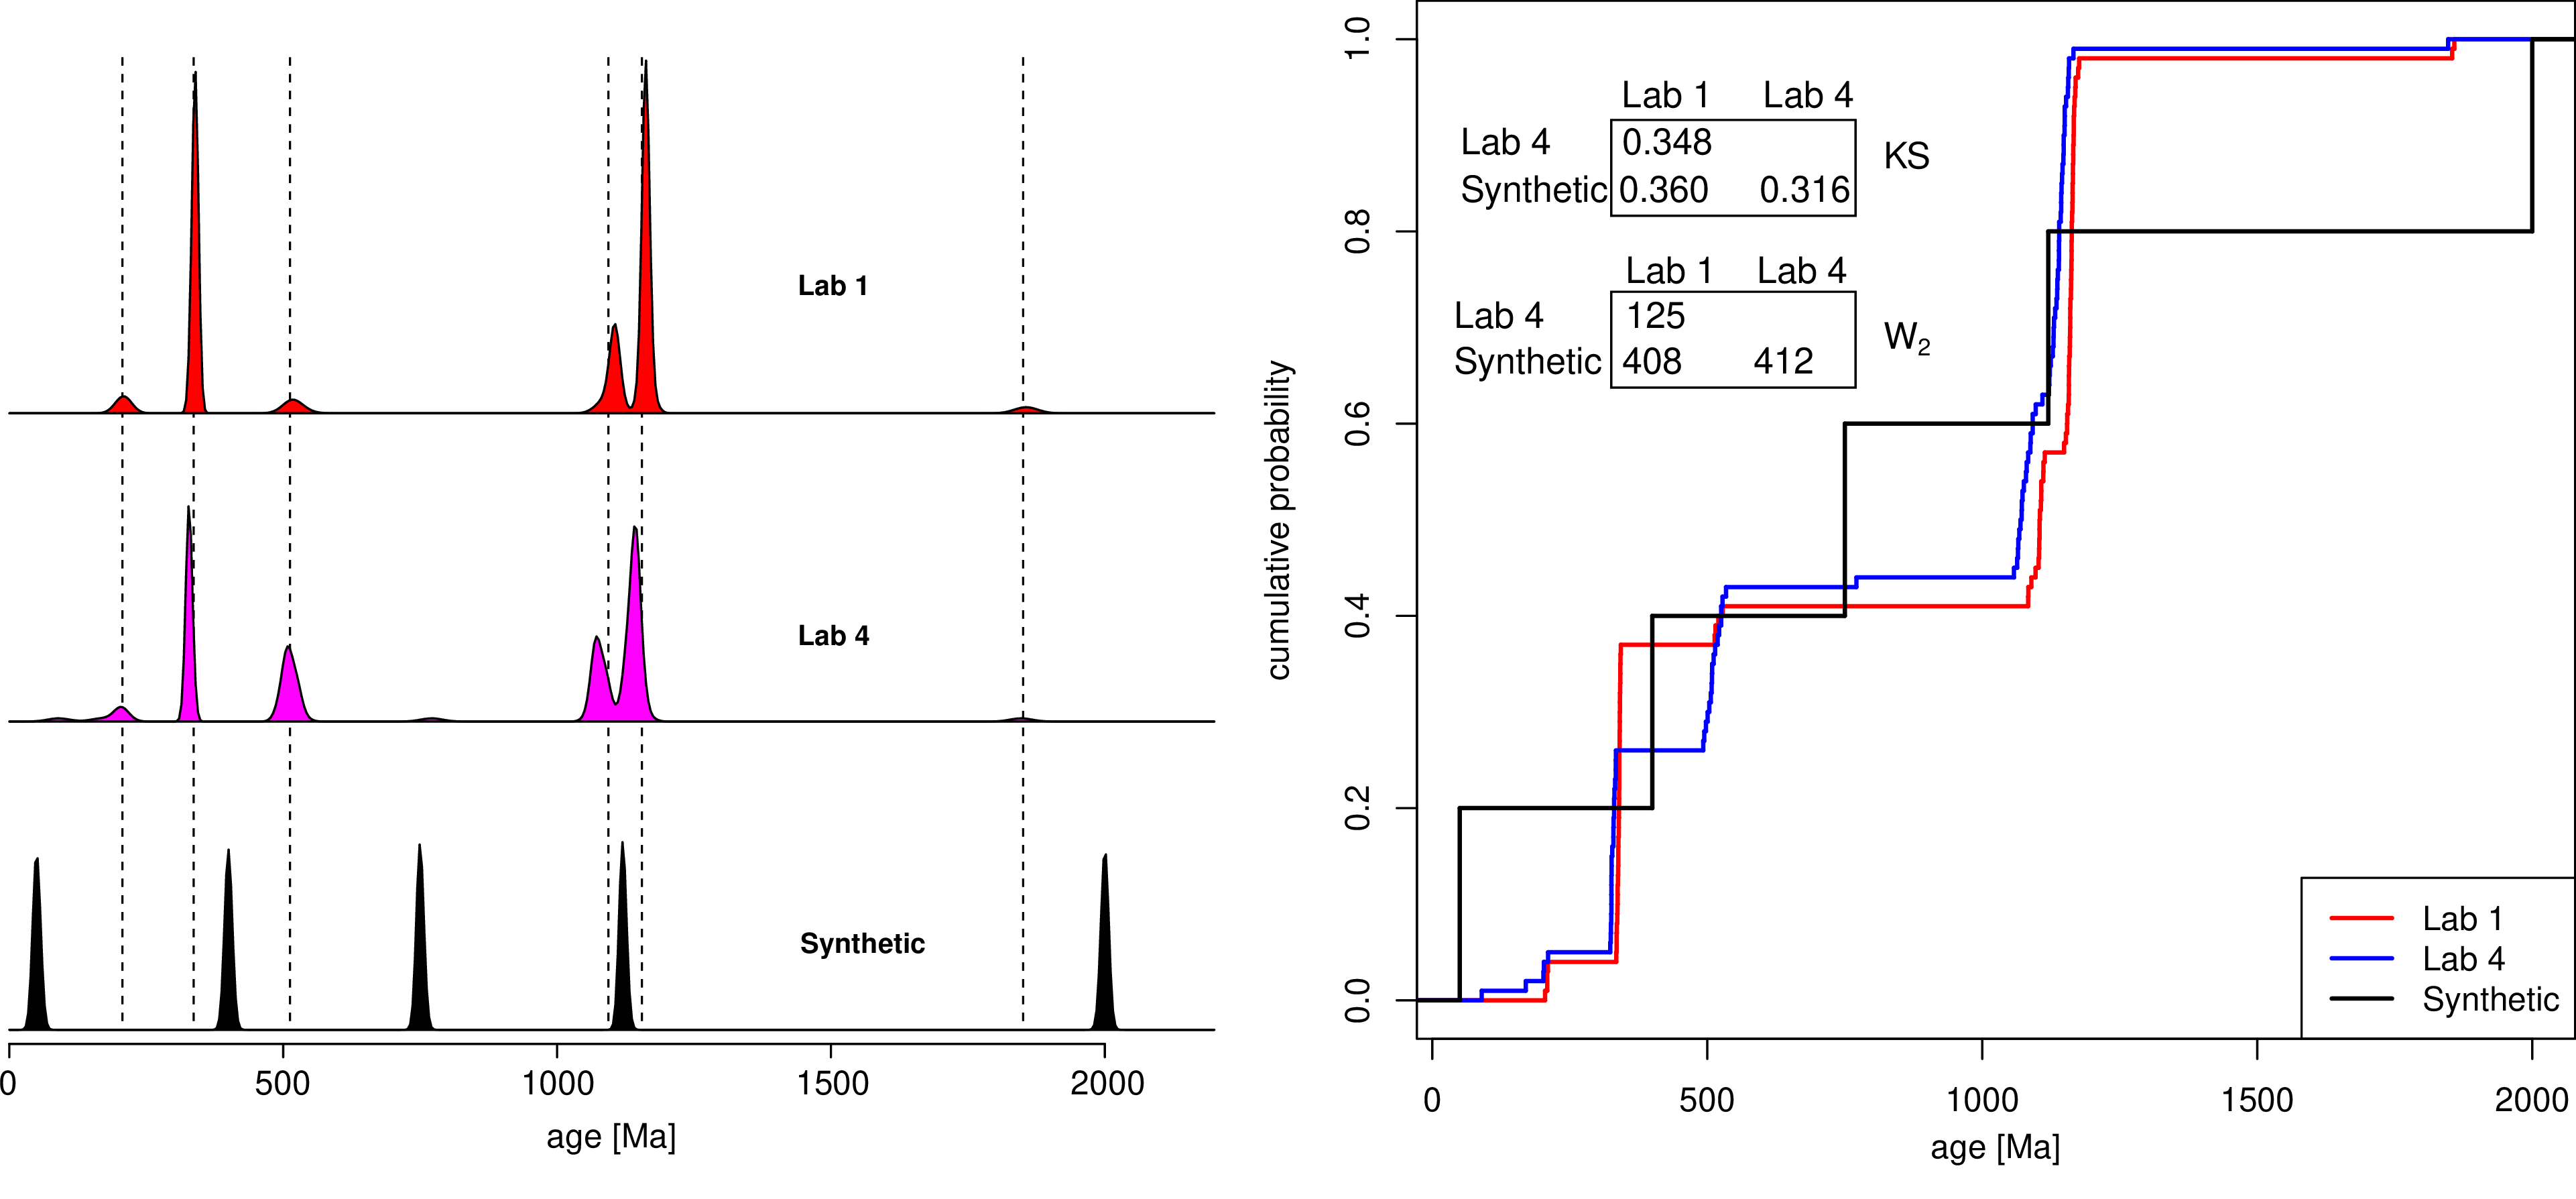 Lab 1
Lab 4
Synthetic
0 500 1000 1500 2000
age [Ma]
cumulative probability
1.0
0.8
0.6
0.4
0.2
0.0
Lab 1 Lab 4
Lab 4 0.348
Synthetic 0.360 0.316
KS
Lab 1 Lab 4
Lab 4 125
Synthetic 408 412
W2
Lab 1
Lab 4
Synthetic
0 500 1000 1500 2000
age [Ma]